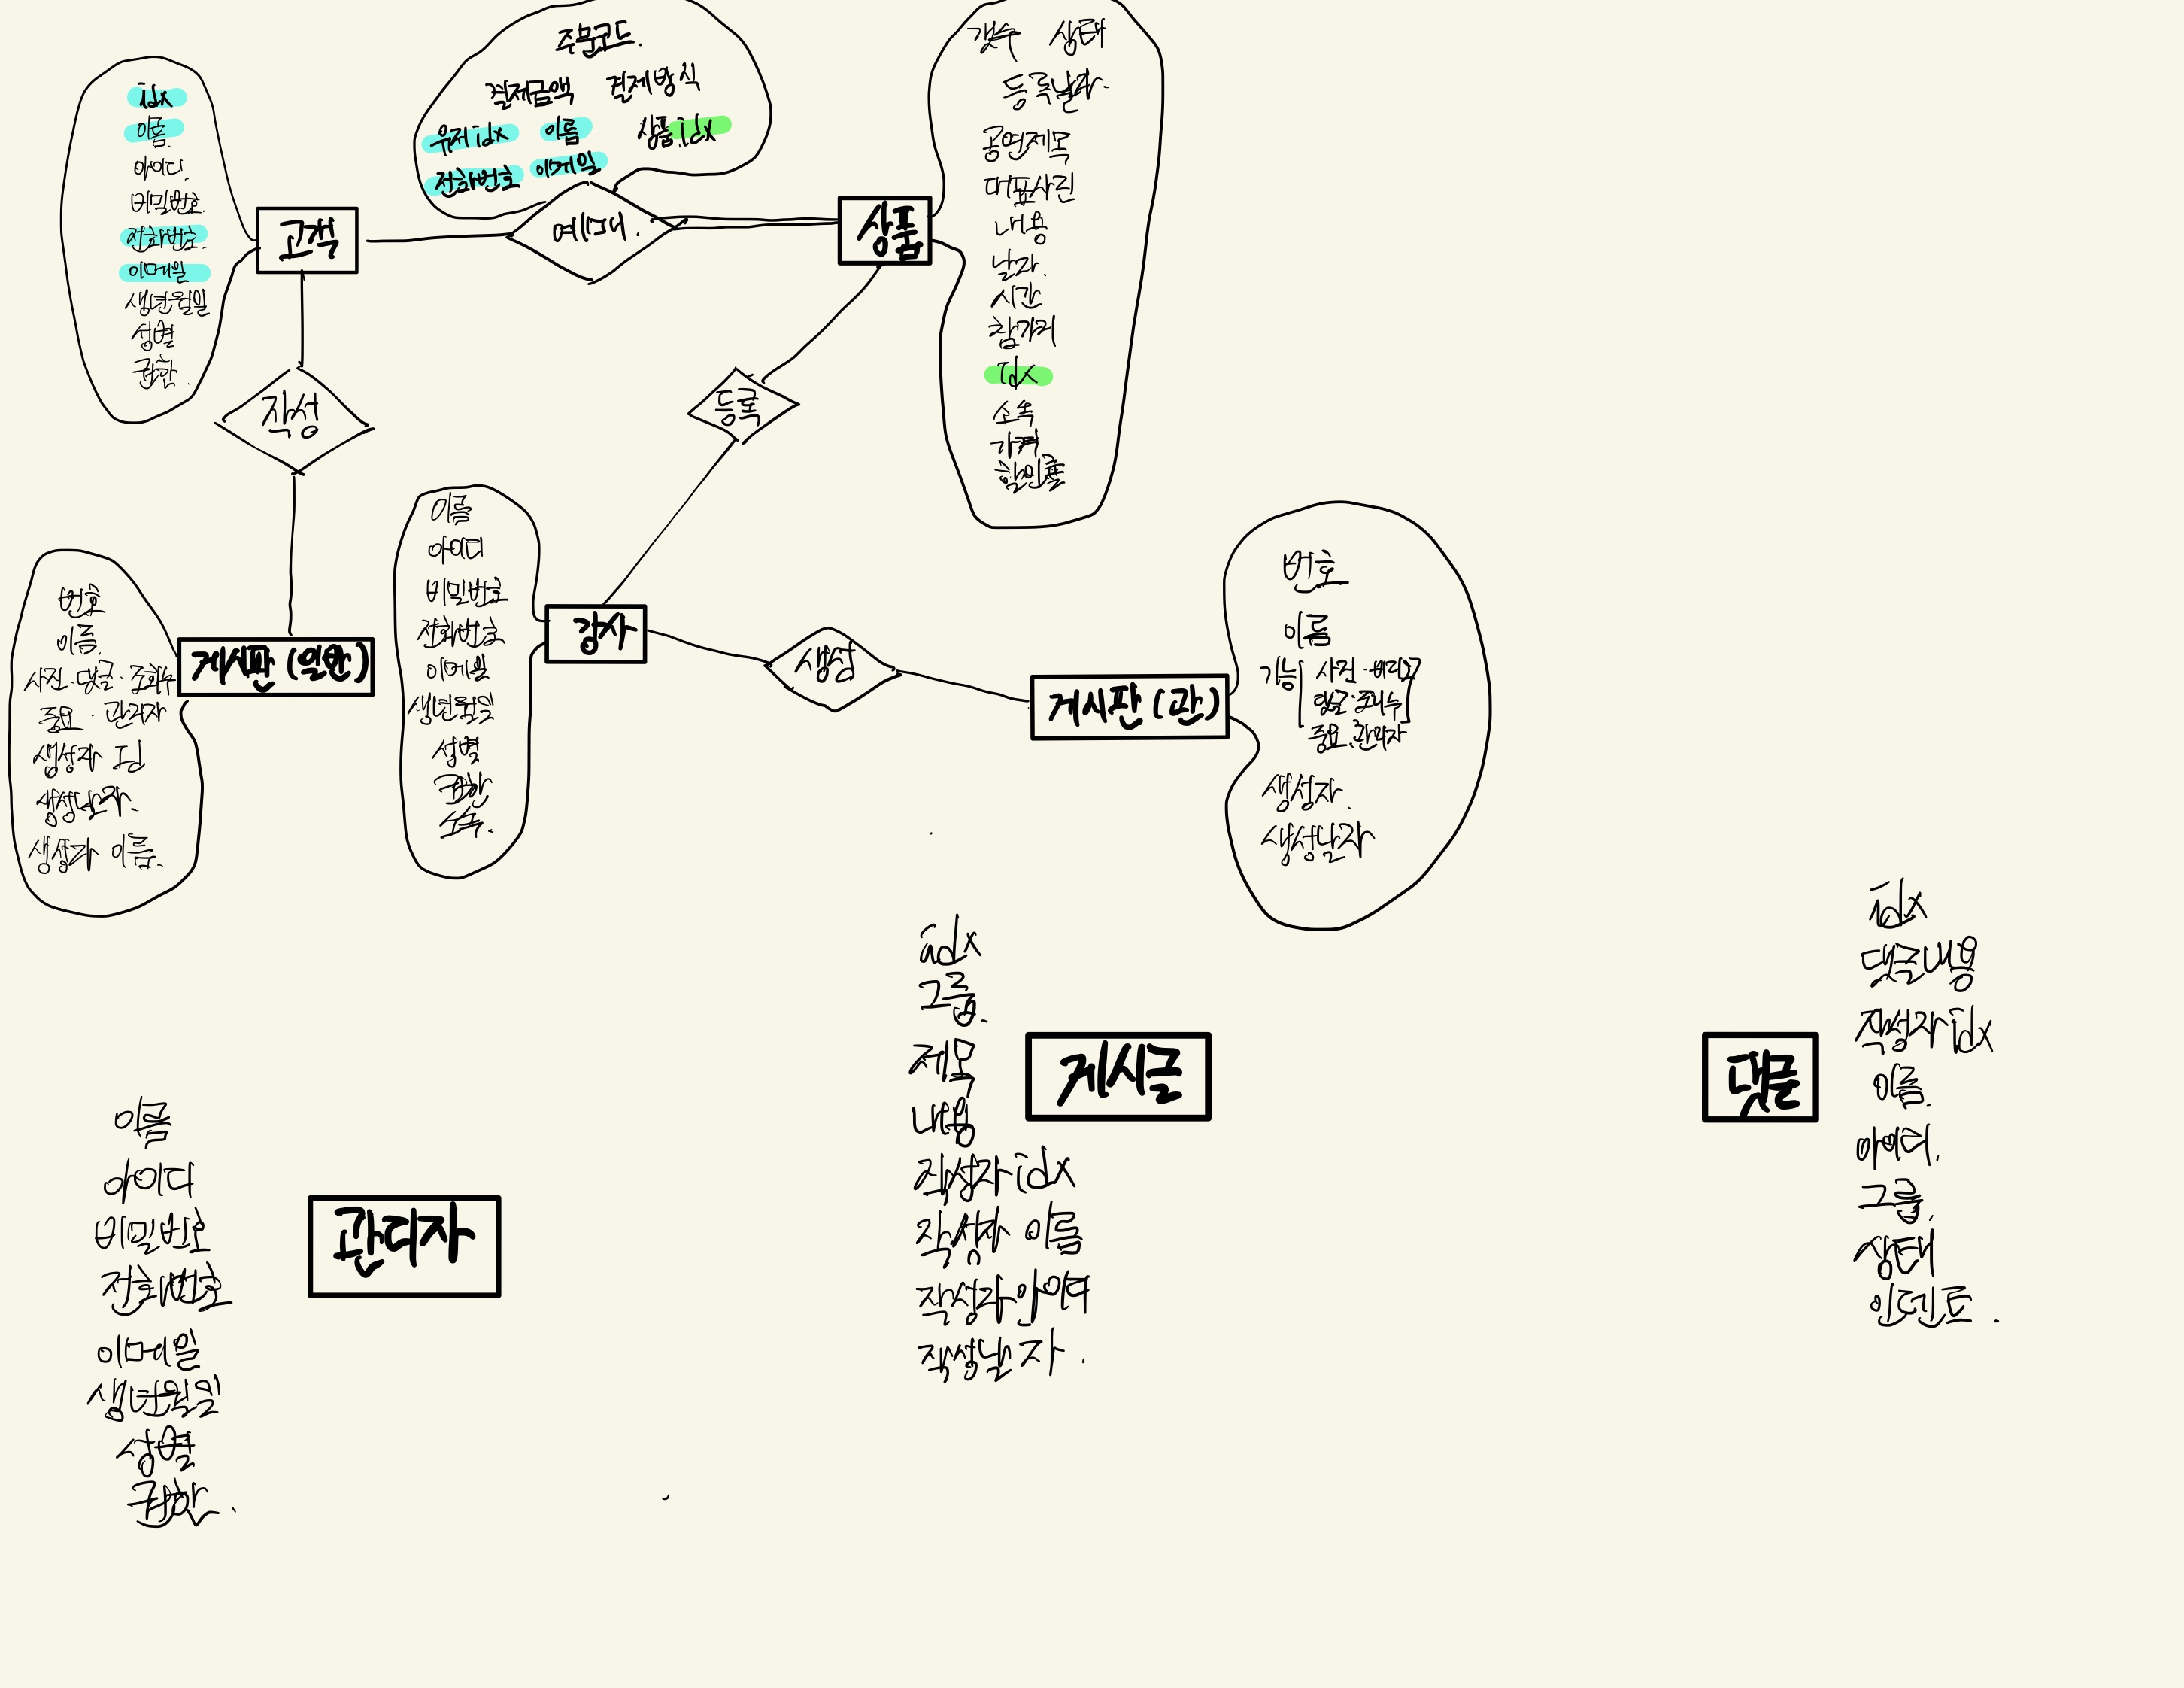 idx
이름.
아이디.
비밀번호.
전화번호.
이메일
생년월일
성별
권한.
고객
주문코드.
결제금액 결제방식
유저idx 이름 상품.idx
전화번호 이메일
예매.
상품
갯수 상태
등록날짜.
공연제목
대표사진
내용
날짜.
시간
참가비
idx
소속
가격
할인율
작성
등록
번호
이름.
사진·댓글·조회수
중요·관리자
생성자 Id
생성날자.
생성자 이름.
게시판(일반)
이름
아이디
비밀번호
전화번호
이메일
생년월일
성별
권한
소속.
강사
생성
게시판(관)
번호
이름
기능 사진·비디오
댓글·조회수
중요.관리자
생성자.
생성날자
이름
아이디
비밀번호
전화번호
이메일
생년월일
성별
권한.
관리자
idx
그룹.
제목
내용
작성자idx
작성자 이름
작성자아이디
작성날자.
게시글
댓글
idx
댓글내용
작성자idx
이름.
아이디.
그룹.
상태
인덴트.